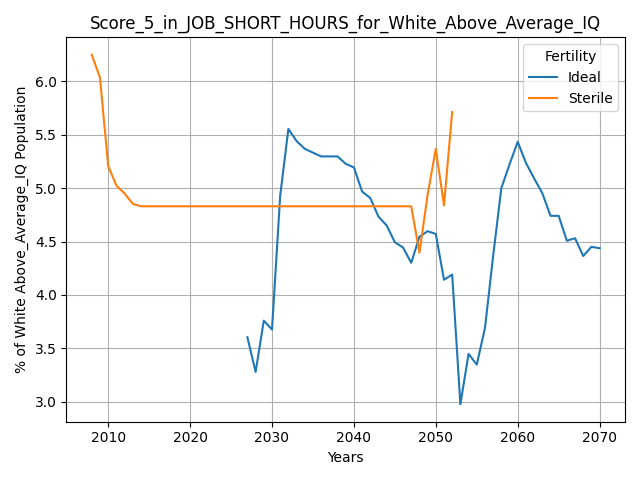 Score_5_in_JOB_SHORT_HOURS_for_White_Above_Average_IQ
Fertility
Ideal
Sterile
% of White Above_Average_IQ Population
6.0
5.5
5.0
4.5
4.0
3.5
3.0
2010 2020 2030 2040 2050 2060 2070
Years